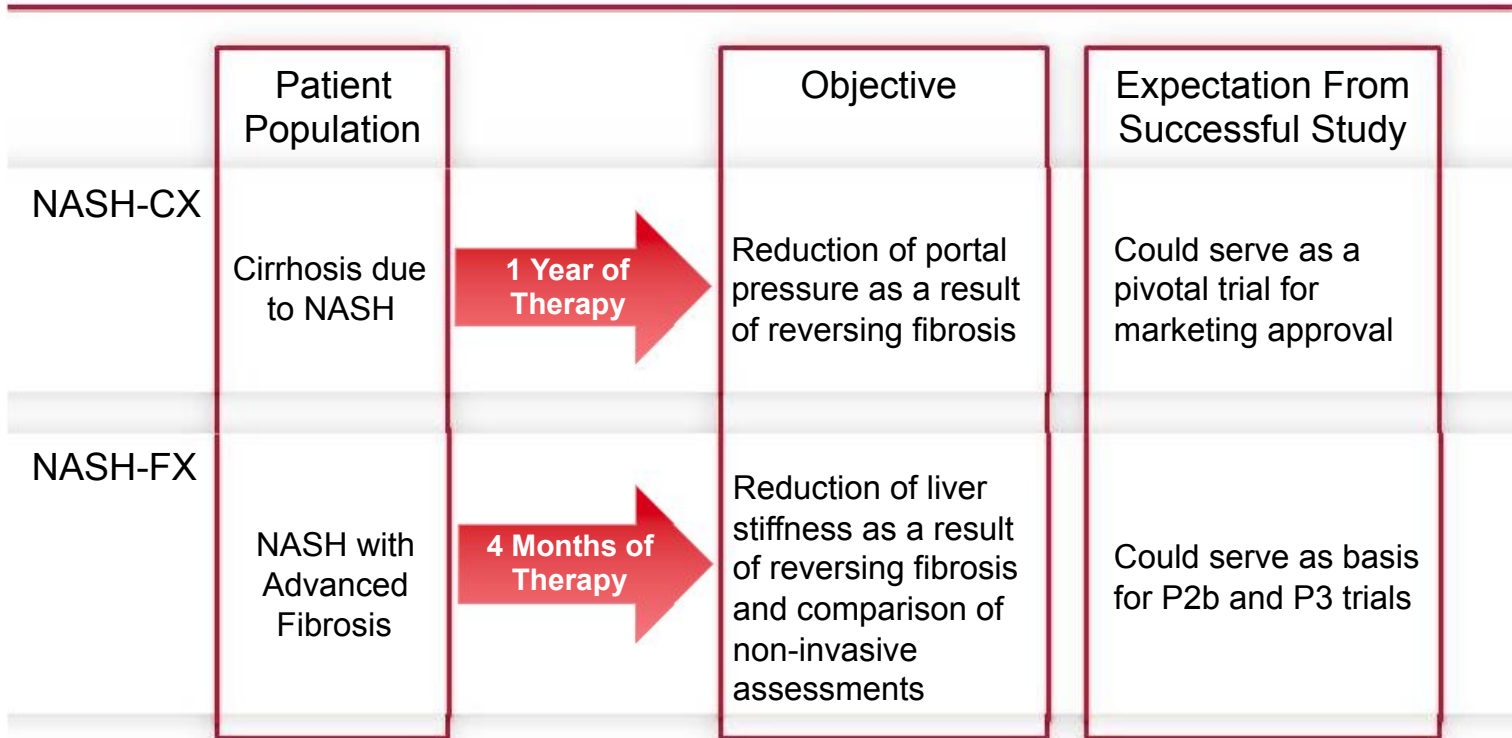 Patient
Population
Objective
Expectation From
Successful Study
NASH-CX
Cirrhosis due
to NASH
1 Year of
Therapy
Reduction of portal
pressure as a result
of reversing fibrosis
Could serve as a
pivotal trial for
marketing approval
NASH-FX
NASH with
Advanced
Fibrosis
4 Months of
Therapy
Reduction of liver
stiffness as a result
of reversing fibrosis
and comparison of
non-invasive
assessments
Could serve as basis
for P2b and P3 trials